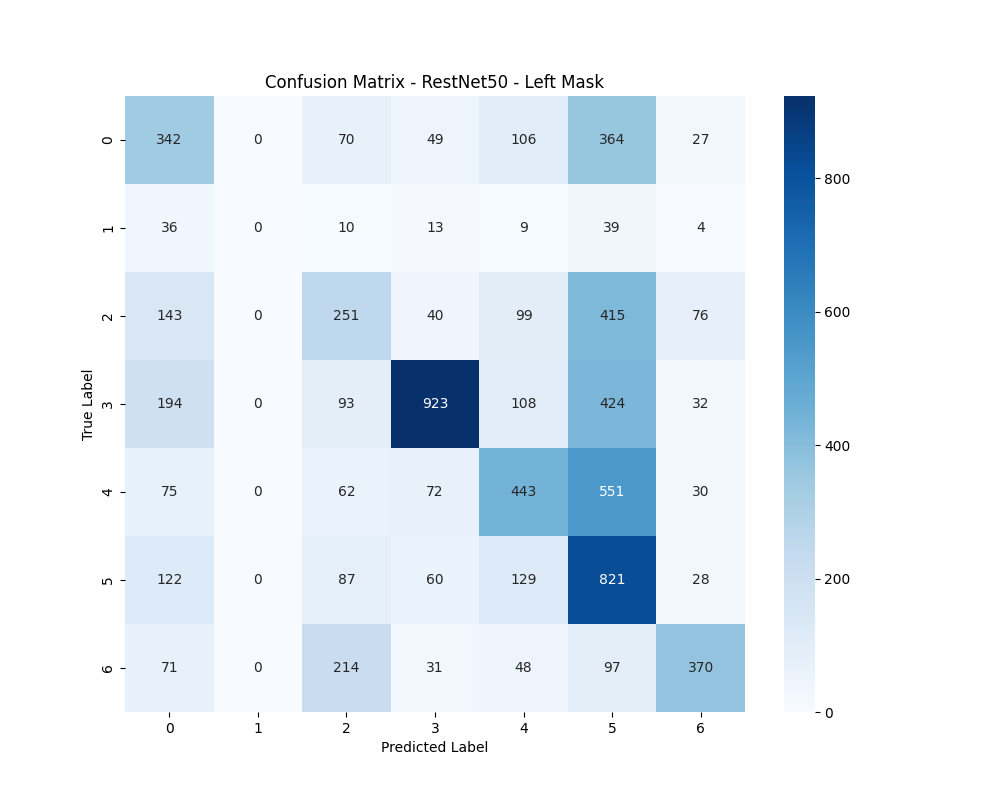 Confusion Matrix - RestNet50 - Left Mask
0 342 0 70 49 106 364 27
1 36 0 10 13 9 39 4
2 143 0 251 40 99 415 76
3 194 0 93 923 108 424 32
4 75 0 62 72 443 551 30
5 122 0 87 60 129 821 28
6 71 0 214 31 48 97 370
0 1 2 3 4 5 6
Predicted Label
True Label
800
600
400
200
0